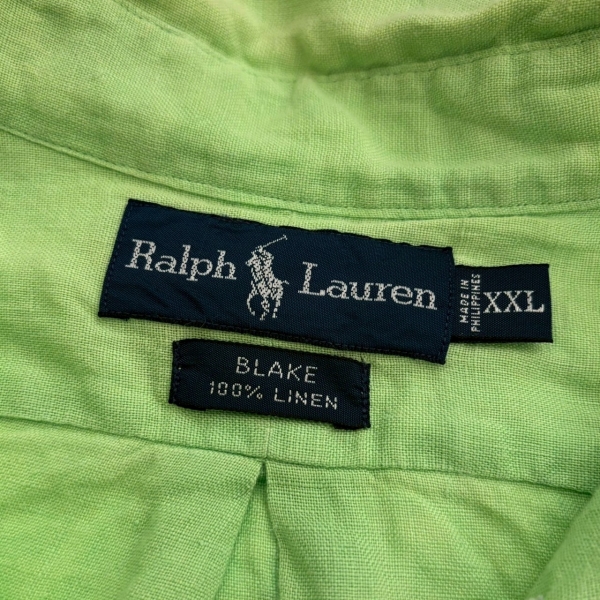 Ralph Lauren
MADE IN
PHILIPPINES
XXL
BLAKE
100% LINEN